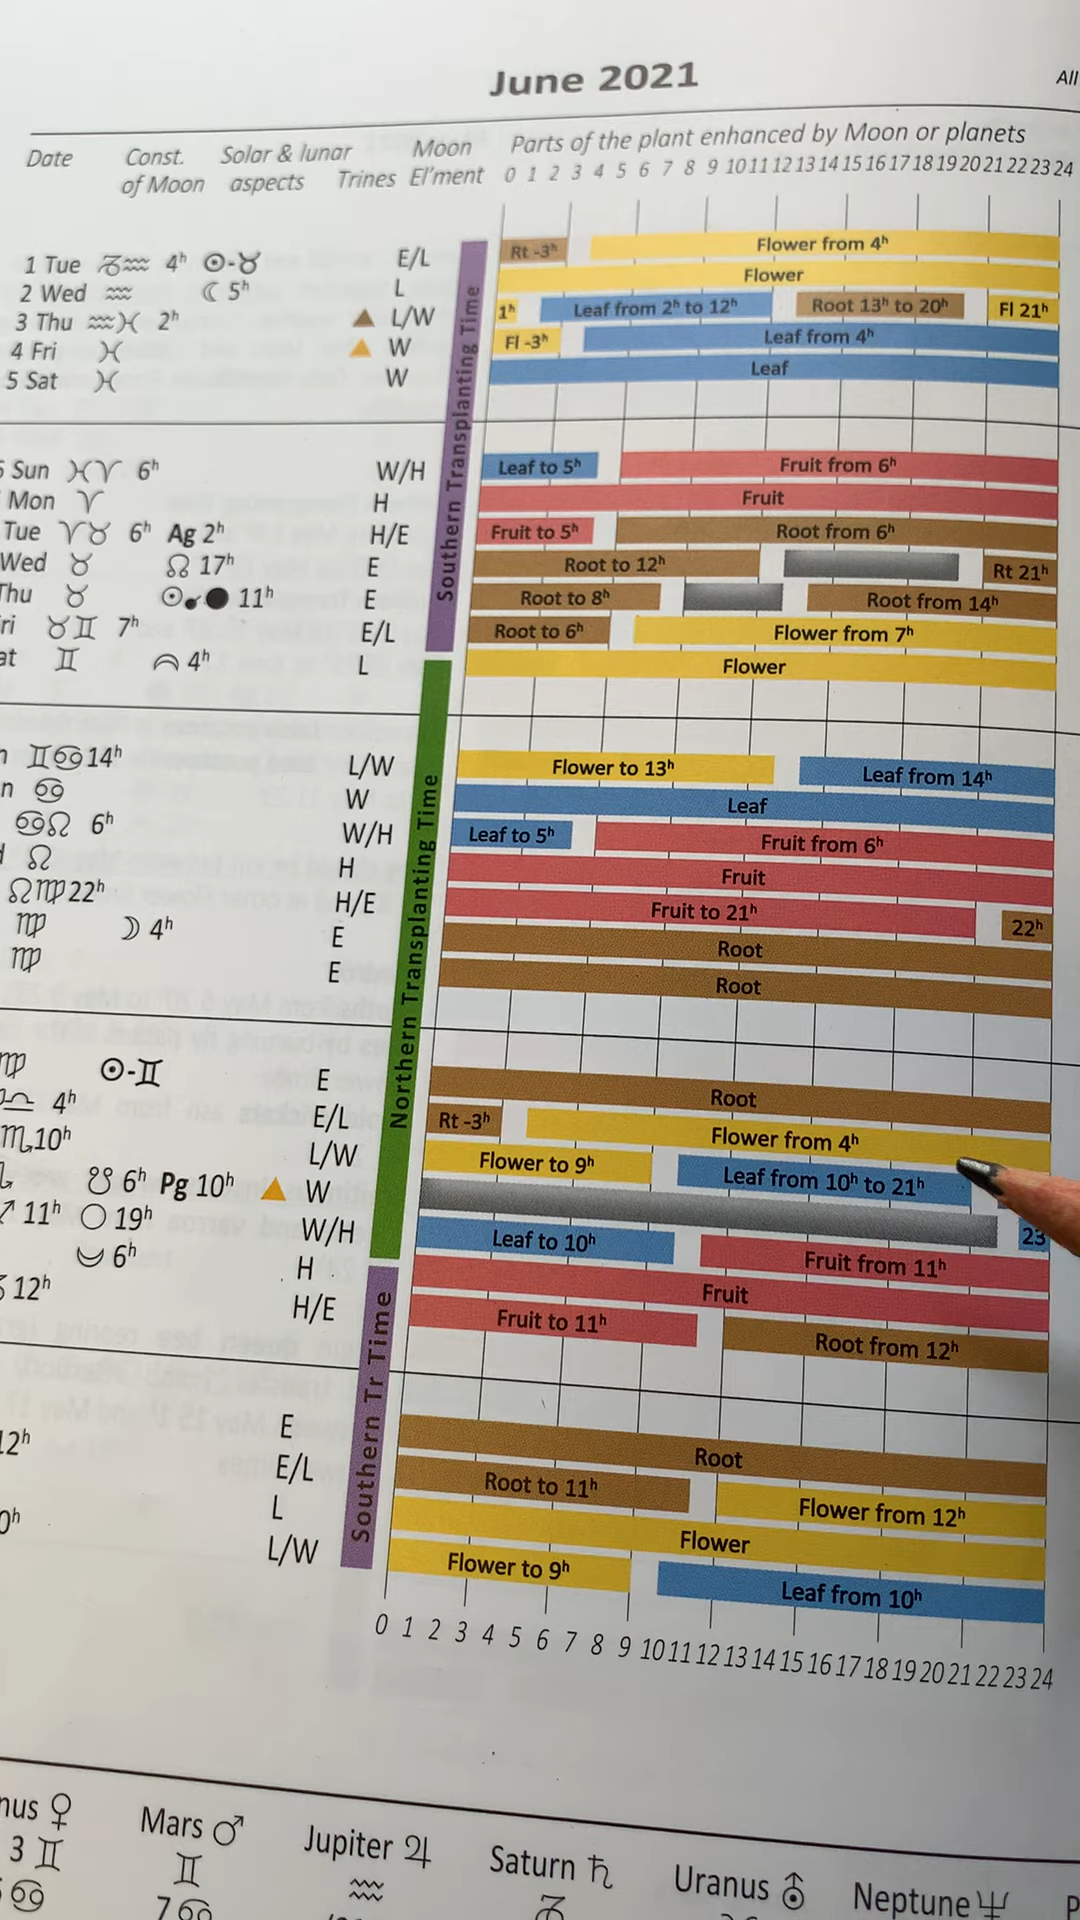 June 2021
All
Date Const. of Moon Solar & lunar aspects Trines Moon El'ment Parts of the plant enhanced by Moon or planets
0 1 2 3 4 5 6 7 8 9 10 11 12 13 14 15 16 17 18 19 20 21 22 23 24
1 Tue ♑♒ 4ʰ ☉-♉ E/L Rt -3ʰ Flower from 4ʰ
2 Wed ♒ ☾ 5ʰ L Flower
3 Thu ♒♓ 2ʰ ▲ L/W 1ʰ Leaf from 2ʰ to 12ʰ Root 13ʰ to 20ʰ Fl 21ʰ
4 Fri ♓ ▲ W Fl -3ʰ Leaf from 4ʰ
5 Sat ♓ W Leaf
Southern Transplanting Time
Sun ♓♈ 6ʰ W/H Leaf to 5ʰ Fruit from 6ʰ
Mon ♈ H Fruit
Tue ♈♉ 6ʰ Ag 2ʰ H/E Fruit to 5ʰ Root from 6ʰ
Wed ♉ ☊ 17ʰ E Root to 12ʰ Rt 21ʰ
Thu ♉ ☉☌● 11ʰ E Root to 8ʰ Root from 14ʰ
ri ♉♊ 7ʰ E/L Root to 6ʰ Flower from 7ʰ
at ♊ 4ʰ L Flower
Northern Transplanting Time
n ♊♋ 14ʰ L/W Flower to 13ʰ Leaf from 14ʰ
n ♋ W Leaf
♋♌ 6ʰ W/H Leaf to 5ʰ Fruit from 6ʰ
♌ H Fruit
♌♍ 22ʰ H/E Fruit to 21ʰ 22ʰ
♍ ☽ 4ʰ E Root
♍ E Root
♍ ☉-♊ E Root
♎ 4ʰ E/L Rt -3ʰ Flower from 4ʰ
♏ 10ʰ L/W Flower to 9ʰ Leaf from 10ʰ to 21ʰ
☋ 6ʰ Pg 10ʰ ▲ W 23
♐ 11ʰ ○ 19ʰ W/H Leaf to 10ʰ Fruit from 11ʰ
6ʰ H Fruit
12ʰ H/E Fruit to 11ʰ Root from 12ʰ
Southern Tr Time
E Root
12ʰ E/L Root to 11ʰ Flower from 12ʰ
L Flower
0ʰ L/W Flower to 9ʰ Leaf from 10ʰ
0 1 2 3 4 5 6 7 8 9 10 11 12 13 14 15 16 17 18 19 20 21 22 23 24
nus ♀ Mars ♂ Jupiter ♃ Saturn ♄ Uranus ⛢ Neptune ♆ P
3 ♊ ♊ ♒ ♑
♋ 7 ♋